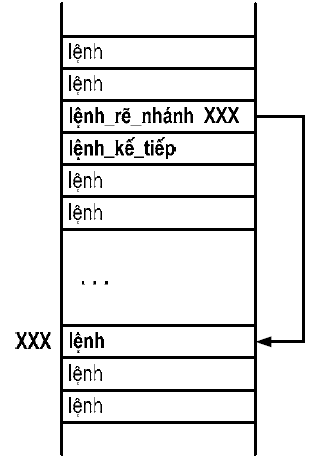 lệnh
lệnh
lệnh_rẽ_nhánh XXX
lệnh_kế_tiếp
lệnh
lệnh
...
XXX lệnh
lệnh
lệnh